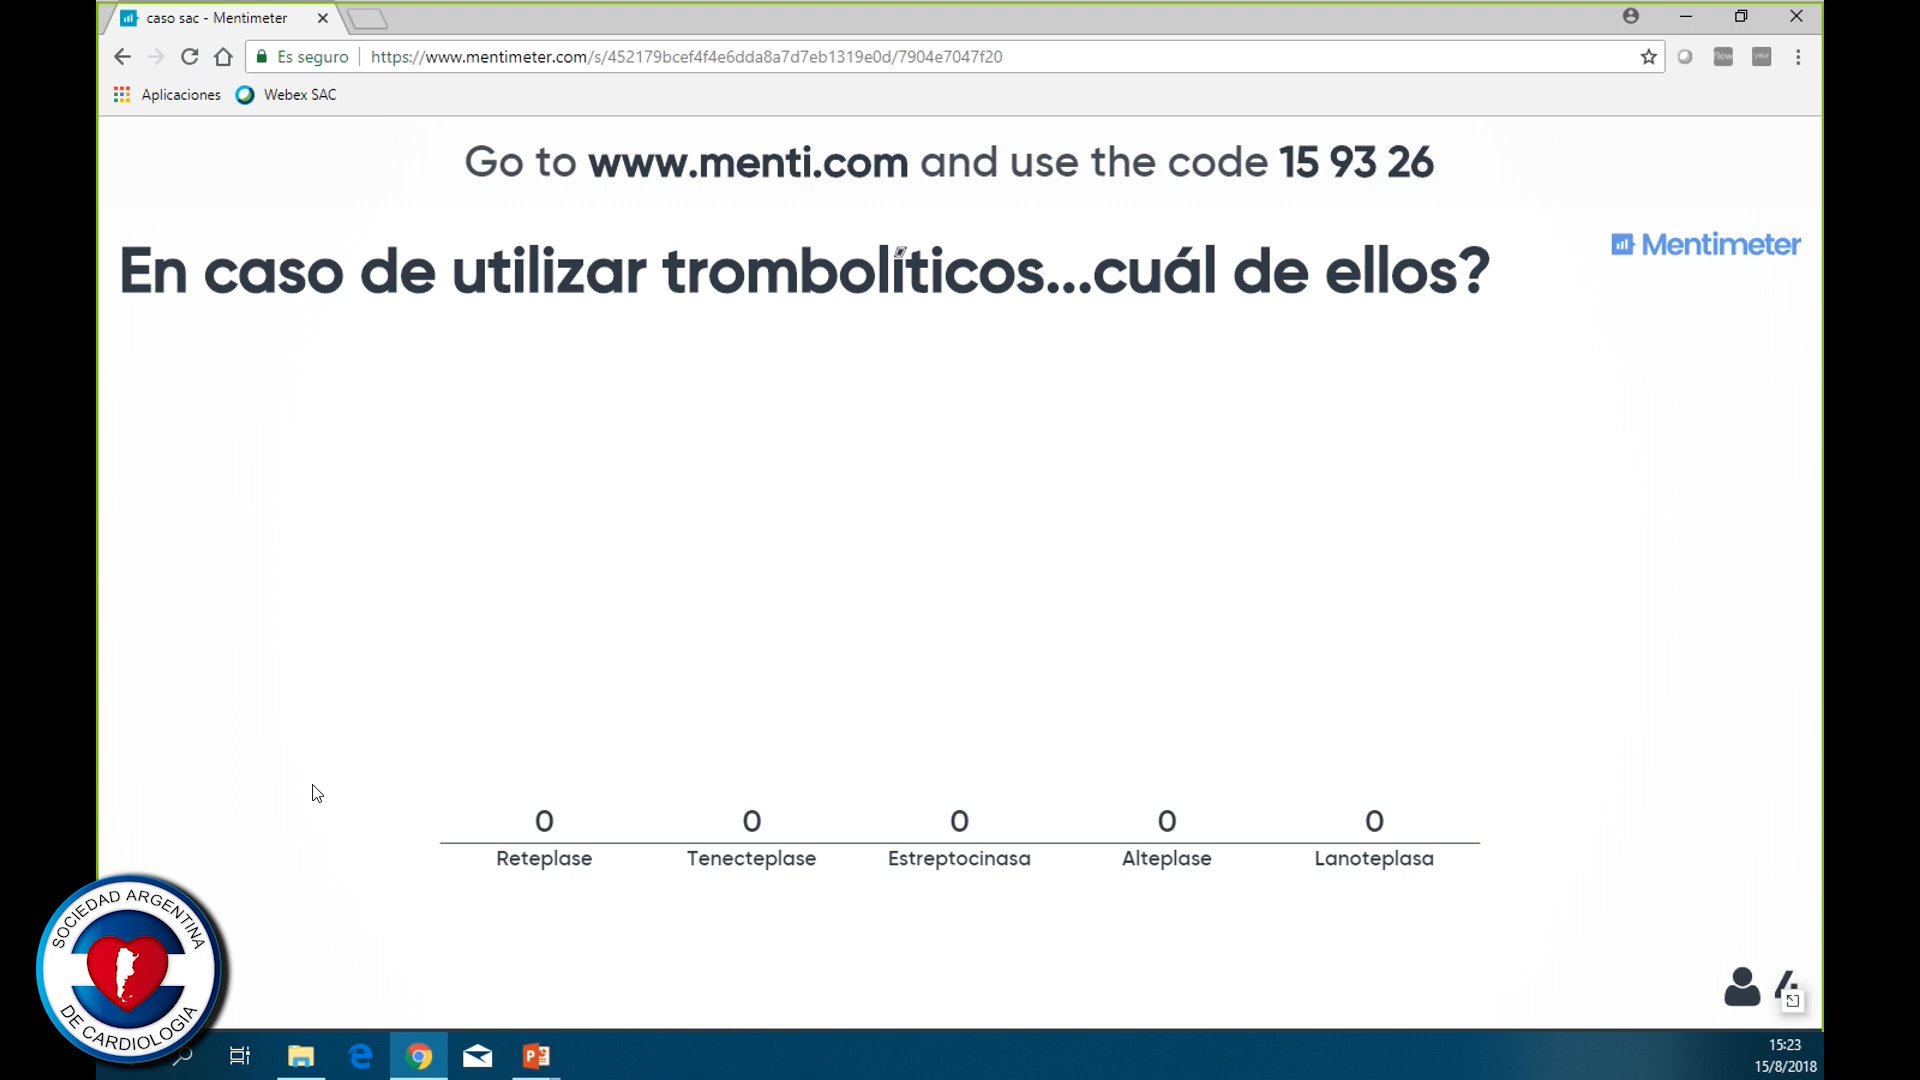 caso sac - Mentimeter
Es seguro
https://www.mentimeter.com/s/452179bcef4f4e6dda8a7d7eb1319e0d/7904e7047f20
Aplicaciones
Webex SAC
Go to www.menti.com and use the code 15 93 26
En caso de utilizar trombolíticos...cuál de ellos?
Mentimeter
0 0 0 0 0
Reteplase Tenecteplase Estreptocinasa Alteplase Lanoteplasa
SOCIEDAD ARGENTINA
DE CARDIOLOGIA
4
15:23
15/8/2018